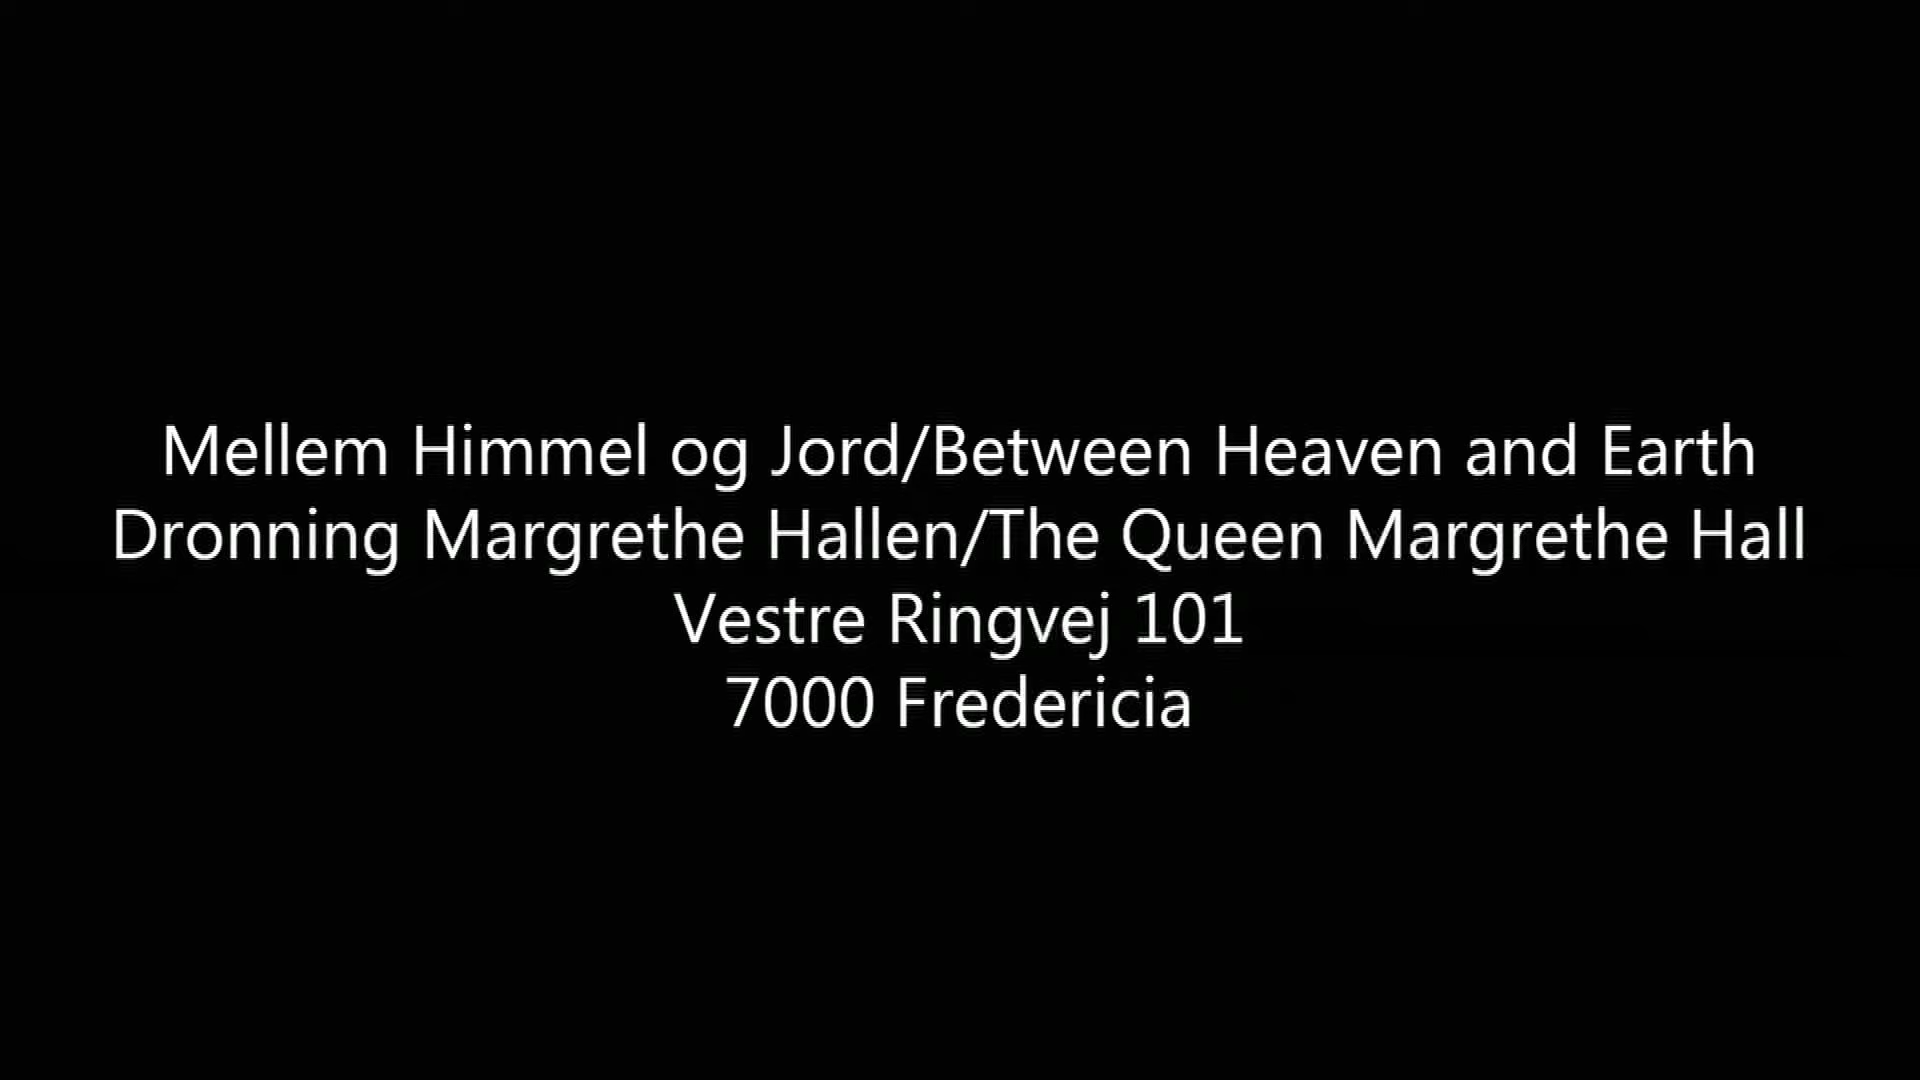 Mellem Himmel og Jord/Between Heaven and Earth
Dronning Margrethe Hallen/The Queen Margrethe Hall
Vestre Ringvej 101
7000 Fredericia